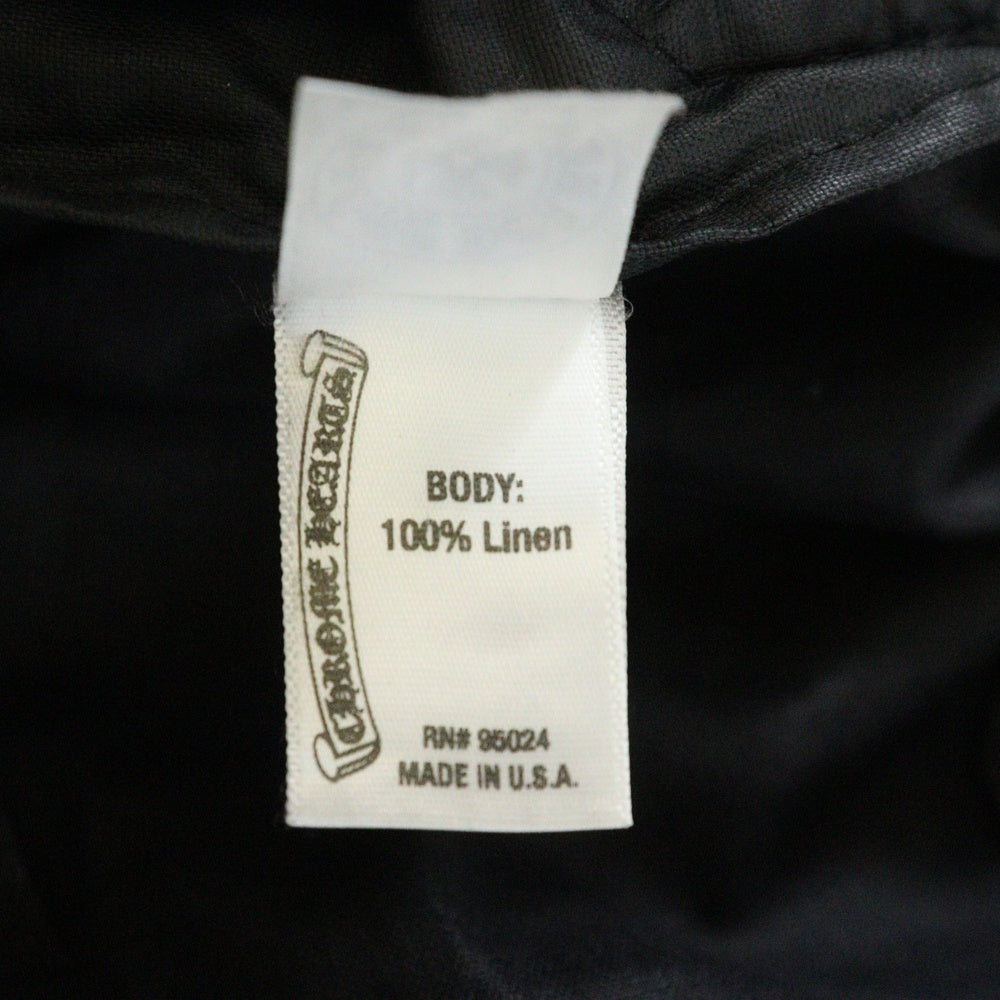 CHROME HEARTS
BODY:
100% Linen
RN# 95024
MADE IN U.S.A.